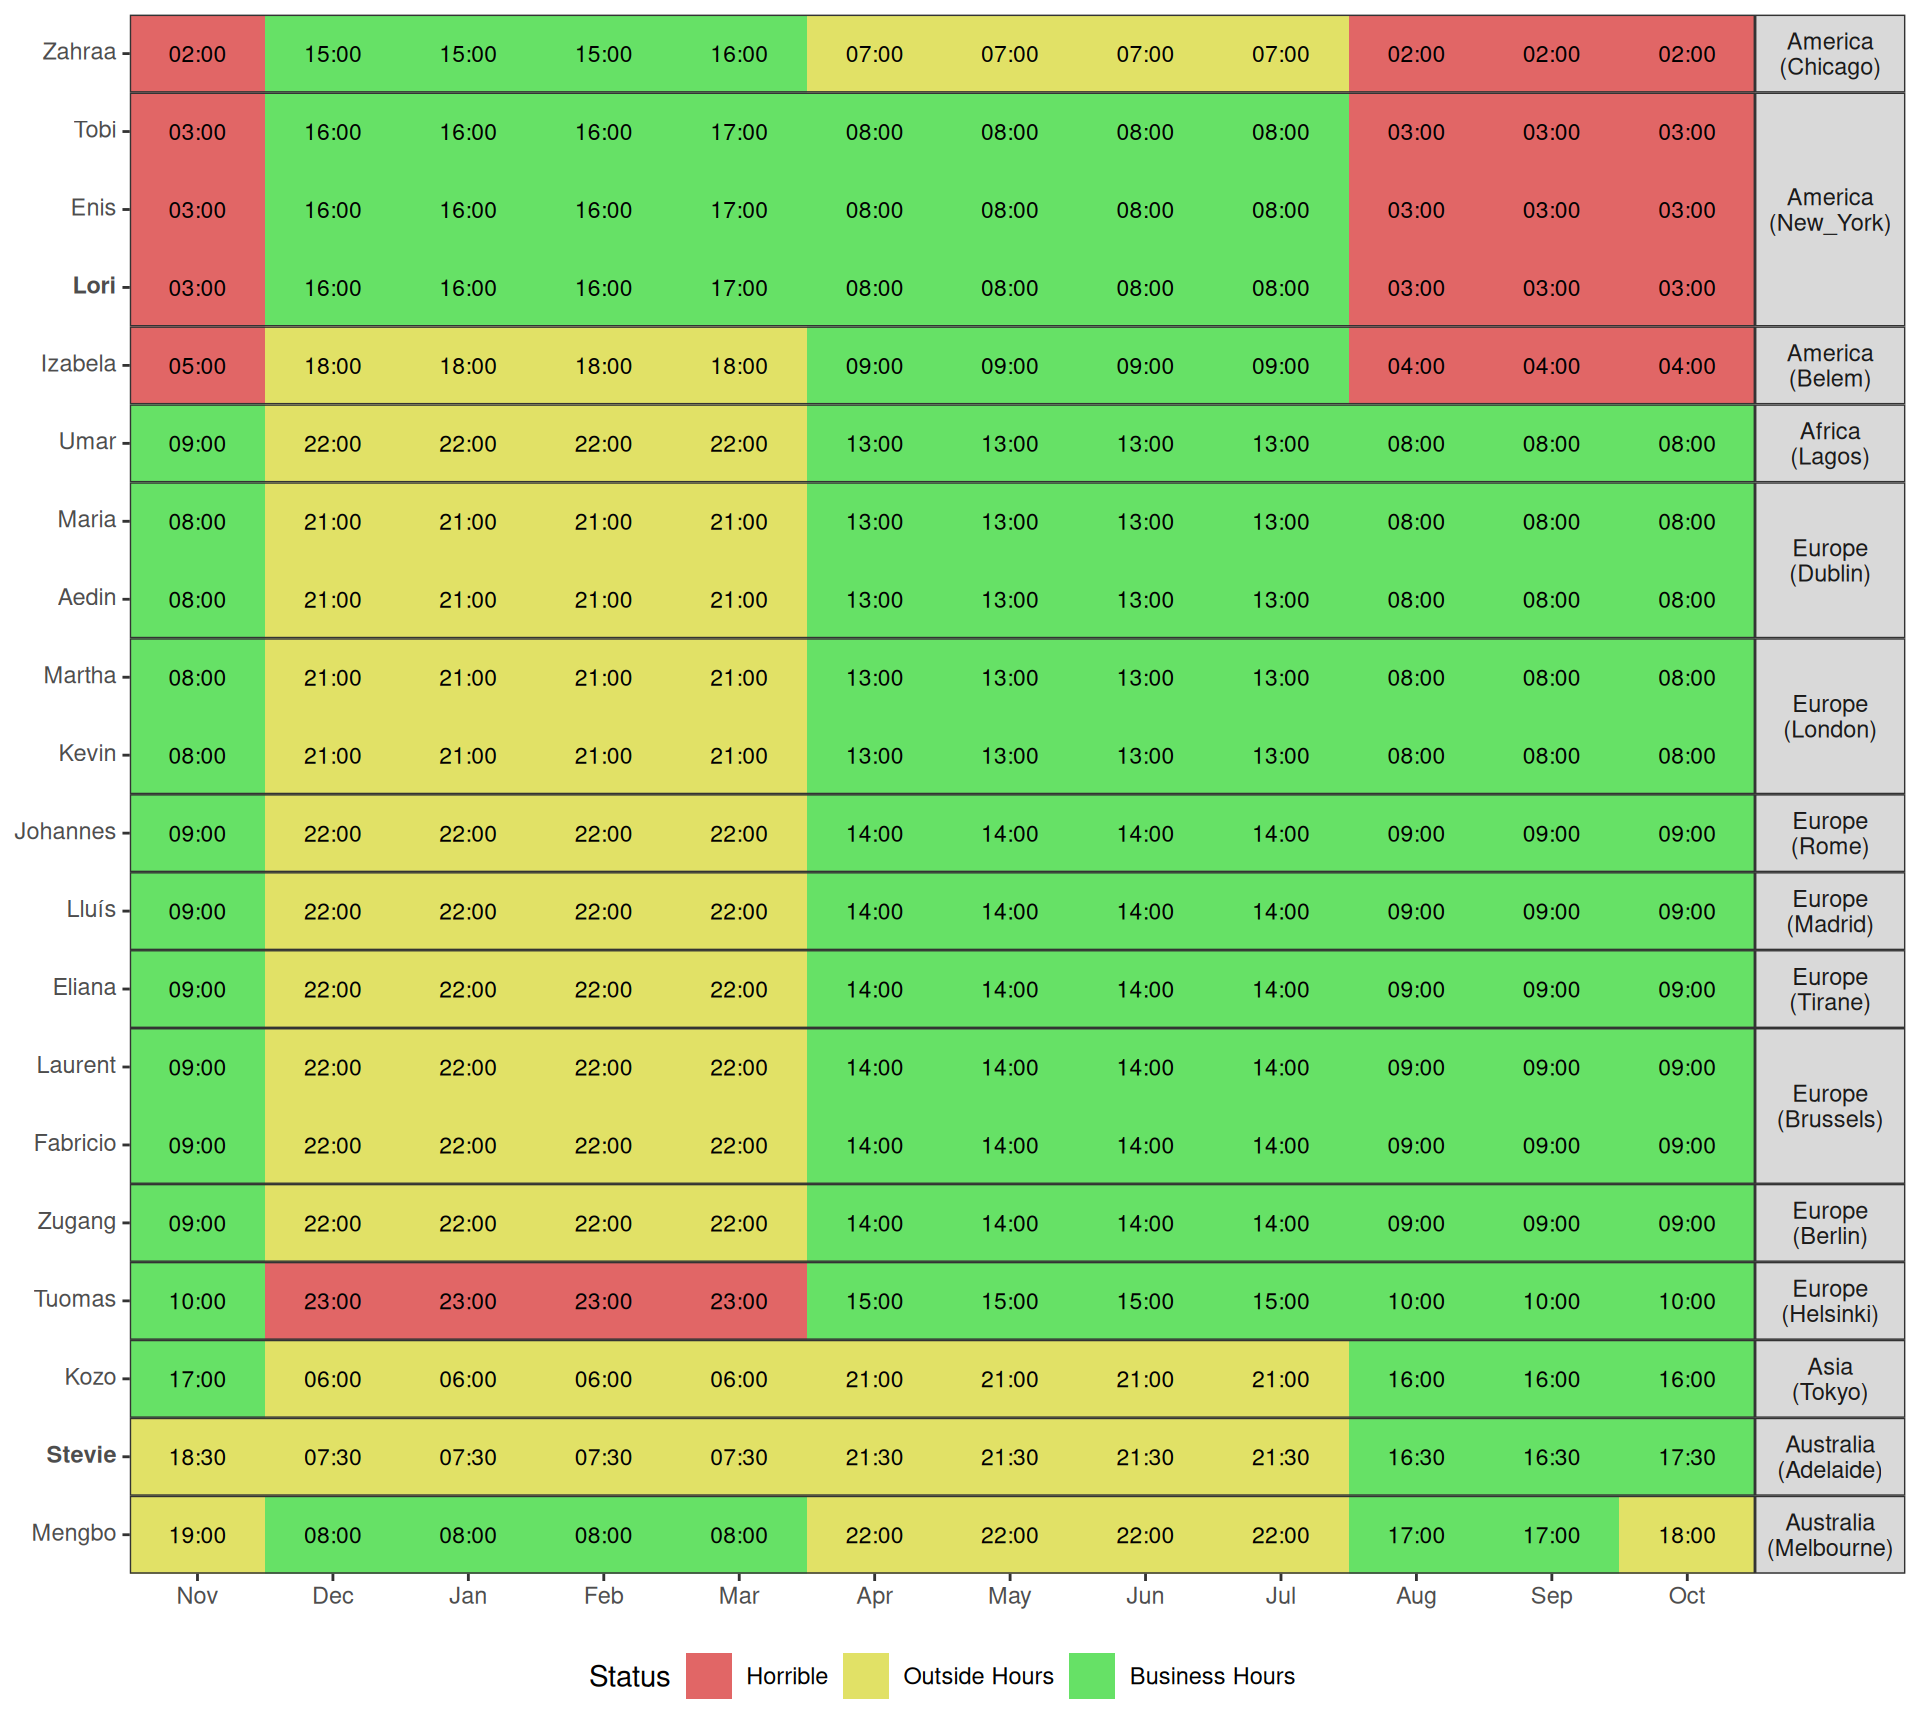 Zahraa 02:00 15:00 15:00 15:00 16:00 07:00 07:00 07:00 07:00 02:00 02:00 02:00 America (Chicago)
Tobi 03:00 16:00 16:00 16:00 17:00 08:00 08:00 08:00 08:00 03:00 03:00 03:00
Enis 03:00 16:00 16:00 16:00 17:00 08:00 08:00 08:00 08:00 03:00 03:00 03:00 America (New_York)
Lori 03:00 16:00 16:00 16:00 17:00 08:00 08:00 08:00 08:00 03:00 03:00 03:00
Izabela 05:00 18:00 18:00 18:00 18:00 09:00 09:00 09:00 09:00 04:00 04:00 04:00 America (Belem)
Umar 09:00 22:00 22:00 22:00 22:00 13:00 13:00 13:00 13:00 08:00 08:00 08:00 Africa (Lagos)
Maria 08:00 21:00 21:00 21:00 21:00 13:00 13:00 13:00 13:00 08:00 08:00 08:00
Europe (Dublin)
Aedin 08:00 21:00 21:00 21:00 21:00 13:00 13:00 13:00 13:00 08:00 08:00 08:00
Martha 08:00 21:00 21:00 21:00 21:00 13:00 13:00 13:00 13:00 08:00 08:00 08:00
Europe (London)
Kevin 08:00 21:00 21:00 21:00 21:00 13:00 13:00 13:00 13:00 08:00 08:00 08:00
Johannes 09:00 22:00 22:00 22:00 22:00 14:00 14:00 14:00 14:00 09:00 09:00 09:00 Europe (Rome)
Lluís 09:00 22:00 22:00 22:00 22:00 14:00 14:00 14:00 14:00 09:00 09:00 09:00 Europe (Madrid)
Eliana 09:00 22:00 22:00 22:00 22:00 14:00 14:00 14:00 14:00 09:00 09:00 09:00 Europe (Tirane)
Laurent 09:00 22:00 22:00 22:00 22:00 14:00 14:00 14:00 14:00 09:00 09:00 09:00
Europe (Brussels)
Fabricio 09:00 22:00 22:00 22:00 22:00 14:00 14:00 14:00 14:00 09:00 09:00 09:00
Zugang 09:00 22:00 22:00 22:00 22:00 14:00 14:00 14:00 14:00 09:00 09:00 09:00 Europe (Berlin)
Tuomas 10:00 23:00 23:00 23:00 23:00 15:00 15:00 15:00 15:00 10:00 10:00 10:00 Europe (Helsinki)
Kozo 17:00 06:00 06:00 06:00 06:00 21:00 21:00 21:00 21:00 16:00 16:00 16:00 Asia (Tokyo)
Stevie 18:30 07:30 07:30 07:30 07:30 21:30 21:30 21:30 21:30 16:30 16:30 17:30 Australia (Adelaide)
Mengbo 19:00 08:00 08:00 08:00 08:00 22:00 22:00 22:00 22:00 17:00 17:00 18:00 Australia (Melbourne)
Nov Dec Jan Feb Mar Apr May Jun Jul Aug Sep Oct
Status Horrible Outside Hours Business Hours